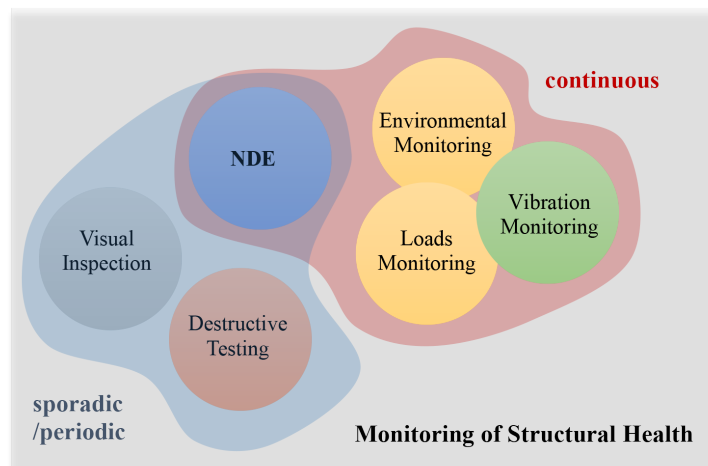 continuous
Environmental
Monitoring
NDE
Vibration
Monitoring
Visual
Inspection
Loads
Monitoring
Destructive
Testing
sporadic
/periodic
Monitoring of Structural Health